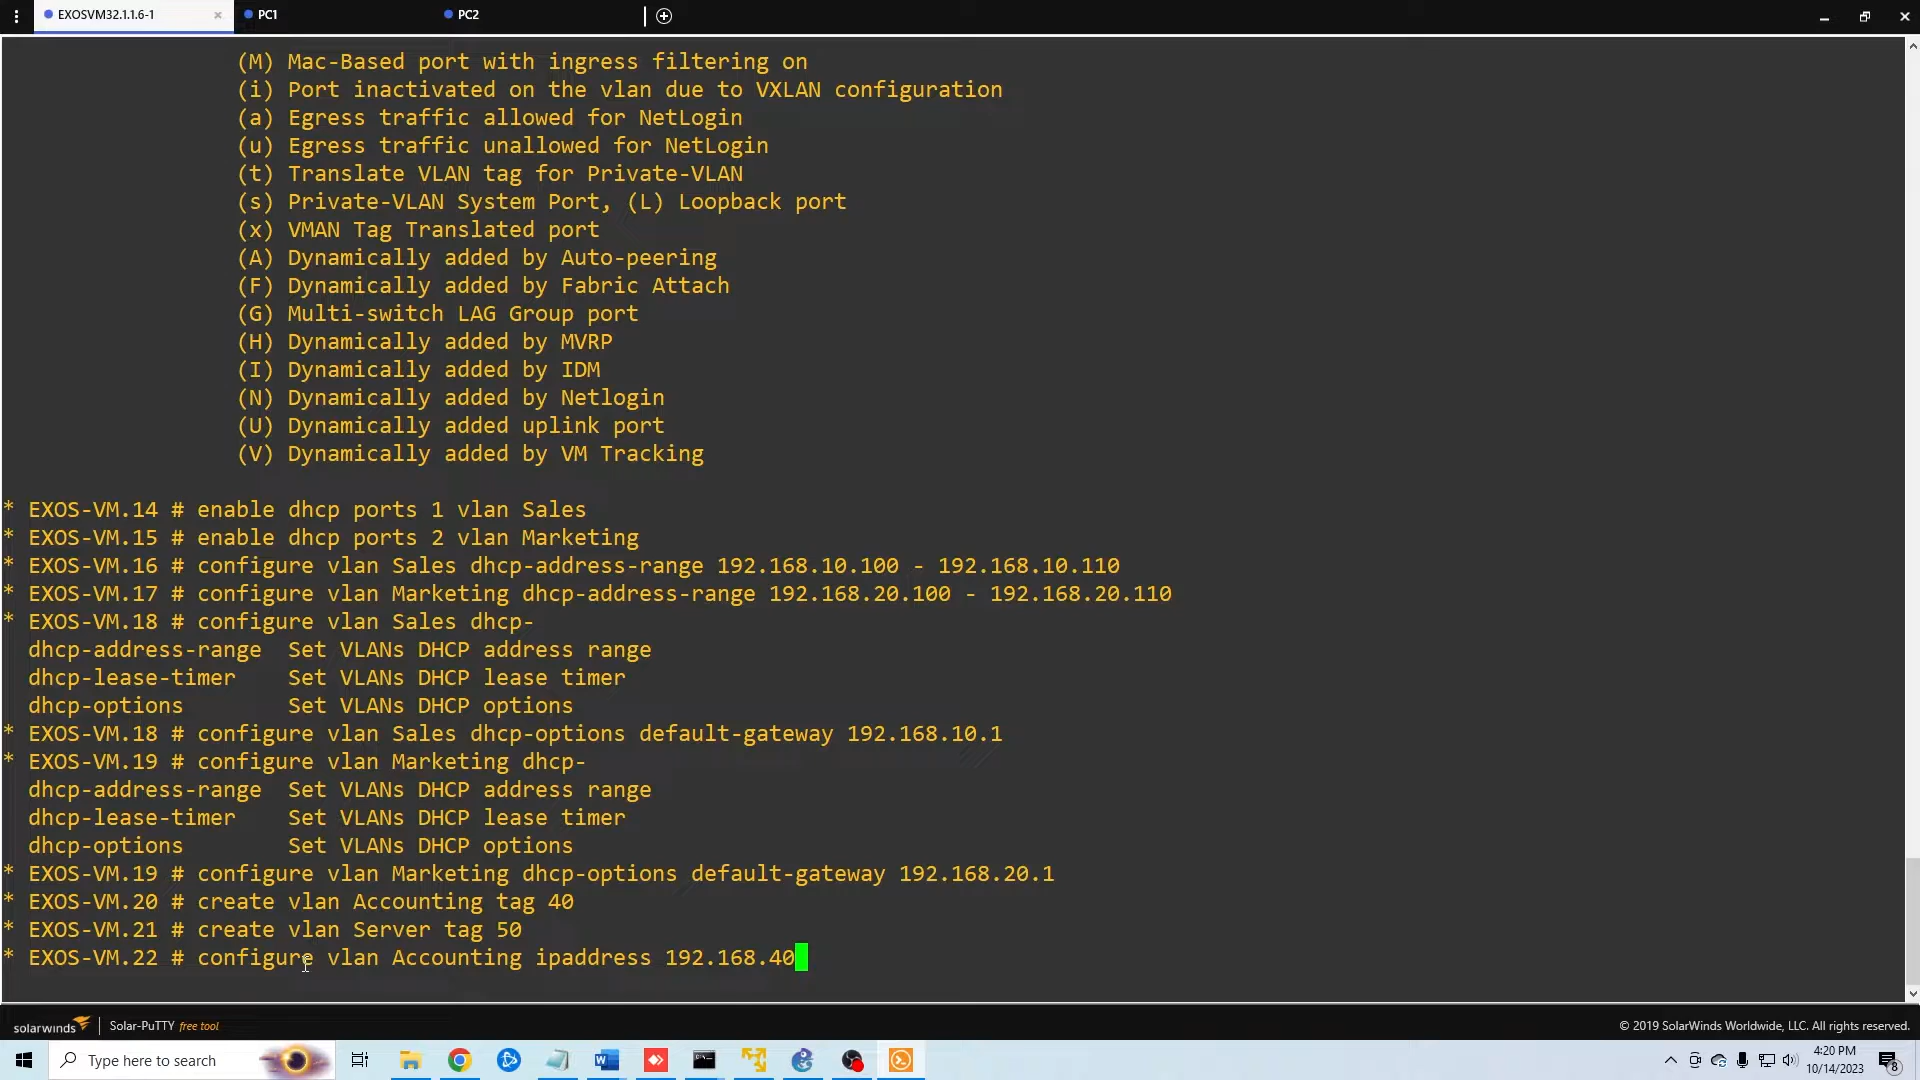 EXOSVM32.1.1.6-1 × PC1 PC2
(M) Mac-Based port with ingress filtering on
(i) Port inactivated on the vlan due to VXLAN configuration
(a) Egress traffic allowed for NetLogin
(u) Egress traffic unallowed for NetLogin
(t) Translate VLAN tag for Private-VLAN
(s) Private-VLAN System Port, (L) Loopback port
(x) VMAN Tag Translated port
(A) Dynamically added by Auto-peering
(F) Dynamically added by Fabric Attach
(G) Multi-switch LAG Group port
(H) Dynamically added by MVRP
(I) Dynamically added by IDM
(N) Dynamically added by Netlogin
(U) Dynamically added uplink port
(V) Dynamically added by VM Tracking
* EXOS-VM.14 # enable dhcp ports 1 vlan Sales
* EXOS-VM.15 # enable dhcp ports 2 vlan Marketing
* EXOS-VM.16 # configure vlan Sales dhcp-address-range 192.168.10.100 - 192.168.10.110
* EXOS-VM.17 # configure vlan Marketing dhcp-address-range 192.168.20.100 - 192.168.20.110
* EXOS-VM.18 # configure vlan Sales dhcp-
dhcp-address-range Set VLANs DHCP address range
dhcp-lease-timer Set VLANs DHCP lease timer
dhcp-options Set VLANs DHCP options
* EXOS-VM.18 # configure vlan Sales dhcp-options default-gateway 192.168.10.1
* EXOS-VM.19 # configure vlan Marketing dhcp-
dhcp-address-range Set VLANs DHCP address range
dhcp-lease-timer Set VLANs DHCP lease timer
dhcp-options Set VLANs DHCP options
* EXOS-VM.19 # configure vlan Marketing dhcp-options default-gateway 192.168.20.1
* EXOS-VM.20 # create vlan Accounting tag 40
* EXOS-VM.21 # create vlan Server tag 50
* EXOS-VM.22 # configure vlan Accounting ipaddress 192.168.40
solarwinds | Solar-PuTTY free tool © 2019 SolarWinds Worldwide, LLC. All rights reserved.
Type here to search
4:20 PM
10/14/2023
8